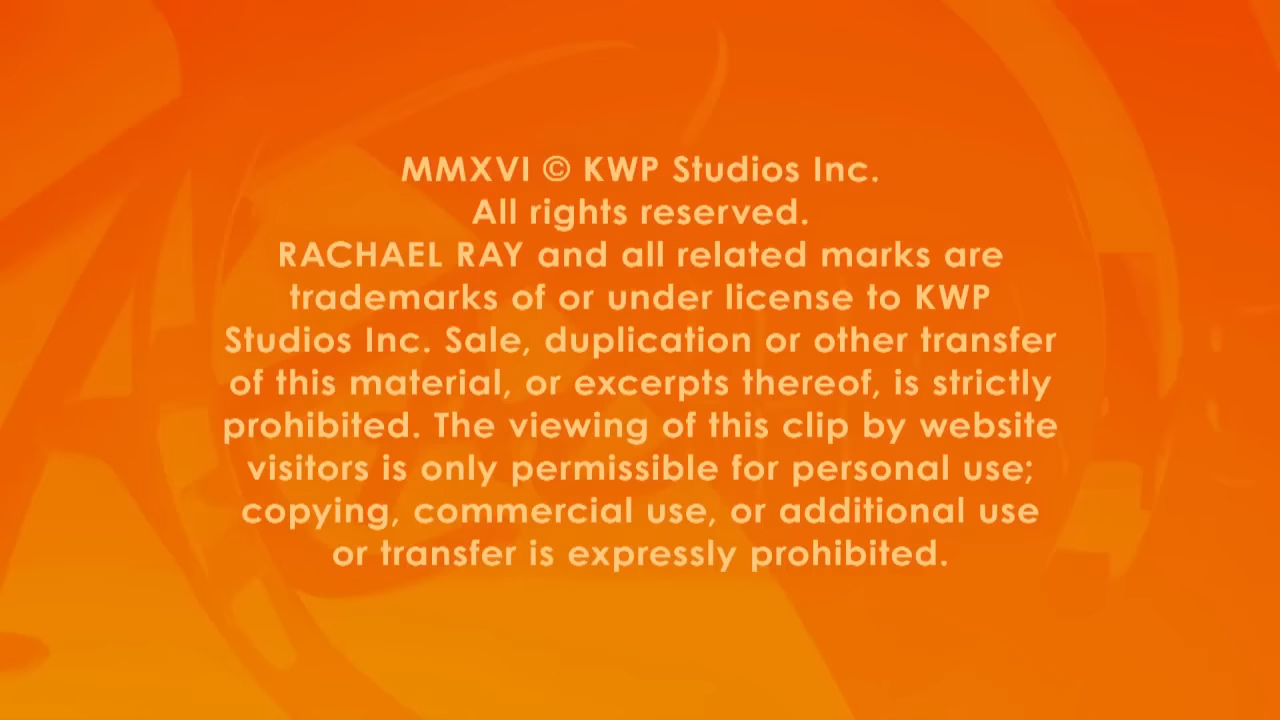 MMXVI © KWP Studios Inc.
All rights reserved.
RACHAEL RAY and all related marks are
trademarks of or under license to KWP
Studios Inc. Sale, duplication or other transfer
of this material, or excerpts thereof, is strictly
prohibited. The viewing of this clip by website
visitors is only permissible for personal use;
copying, commercial use, or additional use
or transfer is expressly prohibited.